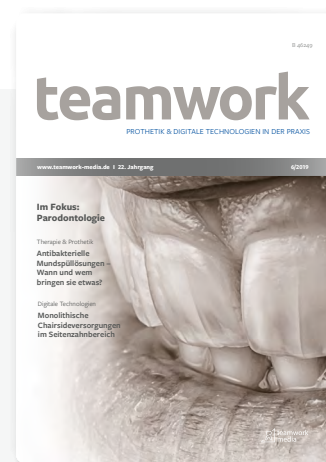 B 46249
teamwork
PROTHETIK & DIGITALE TECHNOLOGIEN IN DER PRAXIS
www.teamwork-media.de I 22. Jahrgang 6/2019
Im Fokus:
Parodontologie
Therapie & Prothetik
Antibakterielle
Mundspüllösungen –
Wann und wem
bringen sie etwas?
Digitale Technologien
Monolithische
Chairsideversorgungen
im Seitenzahnbereich
teamwork
media